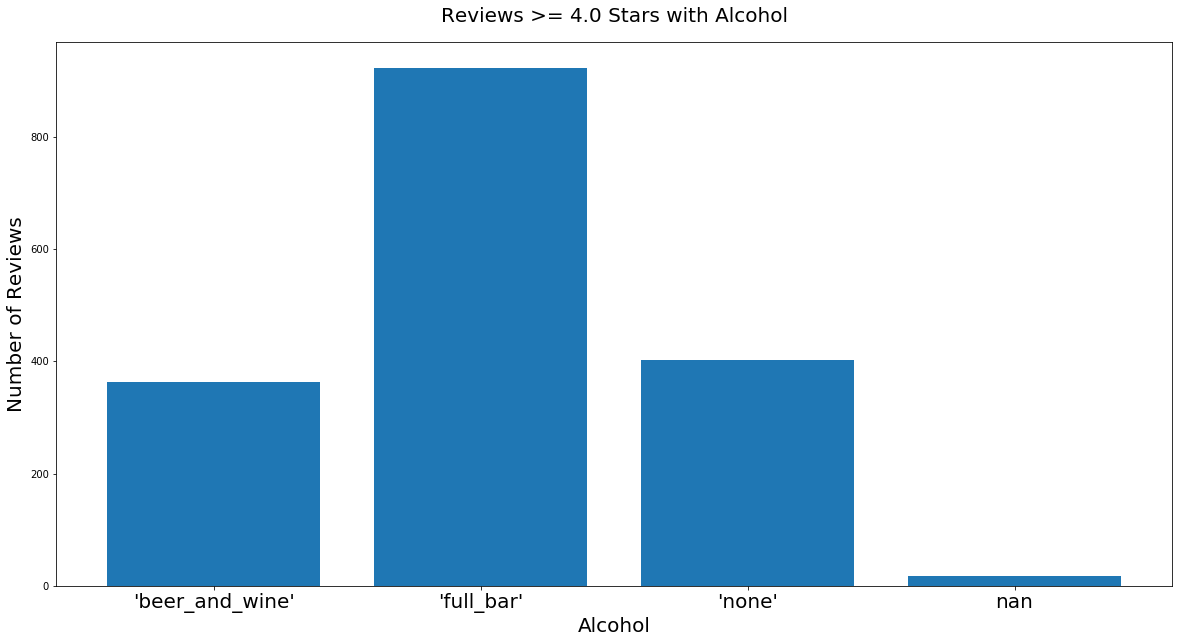 Reviews >= 4.0 Stars with Alcohol
Number of Reviews
800
600
400
200
0
'beer_and_wine'
'full_bar'
'none'
nan
Alcohol